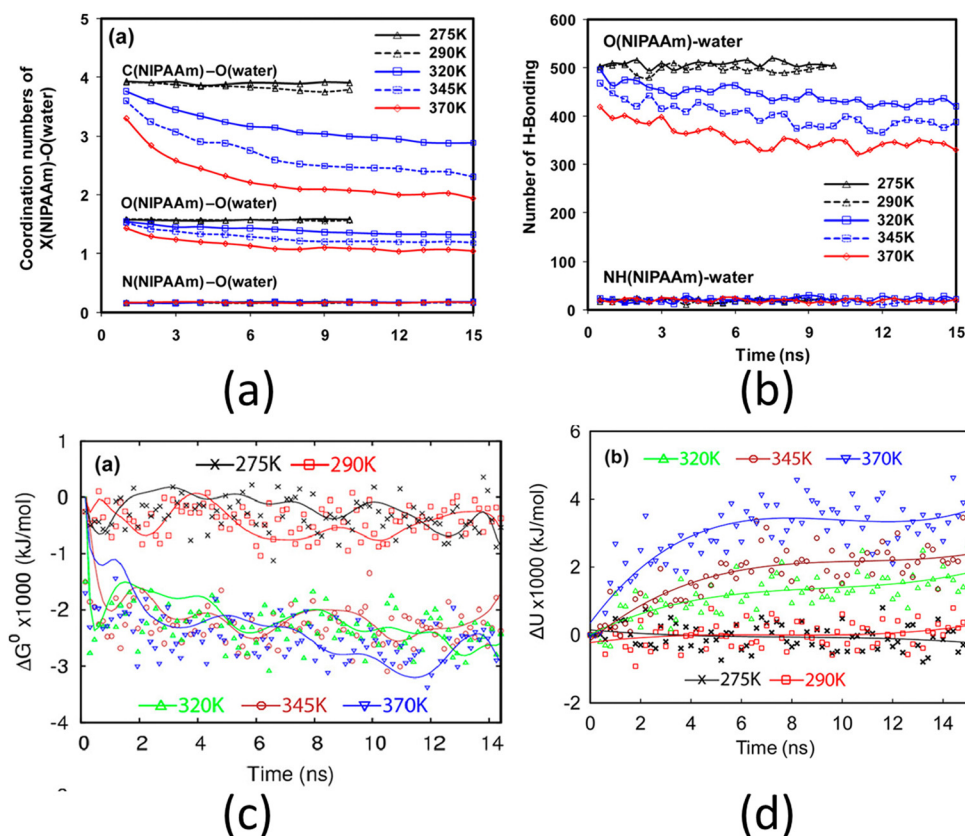 (a)
275K
290K
320K
345K
370K
C(NIPAAm)–O(water)
O(NIPAAm)–O(water)
N(NIPAAm)–O(water)
Coordination numbers of
X(NIPAAm)-O(water)
5
4
3
2
1
0
0 3 6 9 12 15
(a)
(b)
O(NIPAAm)-water
275K
290K
320K
345K
370K
NH(NIPAAm)-water
Number of H-Bonding
600
500
400
300
200
100
0
0 3 6 9 12 15
Time (ns)
(b)
(a)
275K 290K
320K 345K 370K
ΔG⁰ x1000 (kJ/mol)
1
0
-1
-2
-3
-4
0 2 4 6 8 10 12 14
Time (ns)
(c)
(b)
320K 345K 370K
275K 290K
ΔU x1000 (kJ/mol)
6
4
2
0
-2
0 2 4 6 8 10 12 14
Time (ns)
(d)